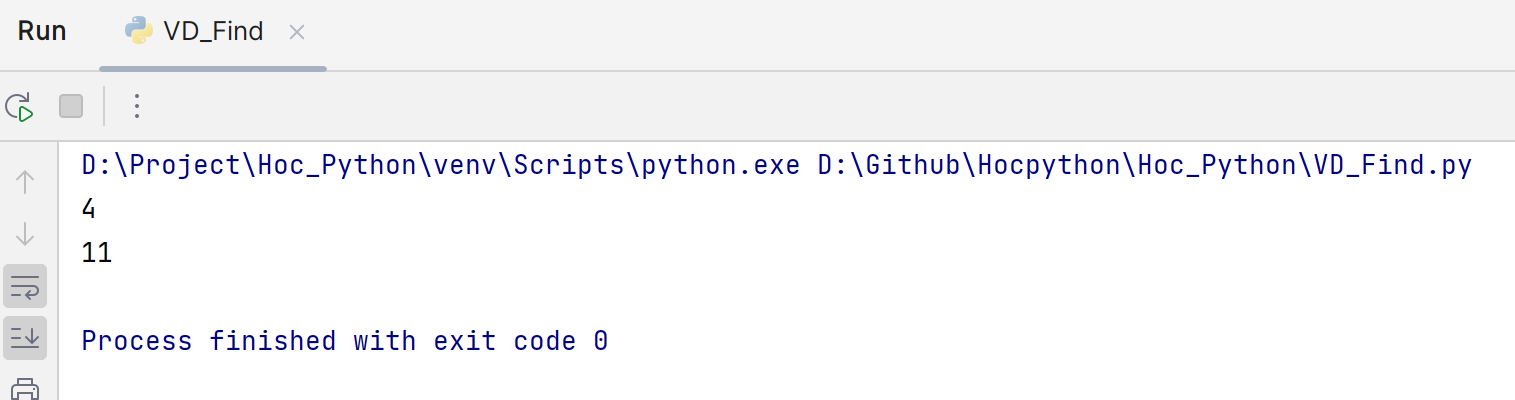 Run VD_Find
D:\Project\Hoc_Python\venv\Scripts\python.exe D:\Github\Hocpython\Hoc_Python\VD_Find.py
4
11
Process finished with exit code 0